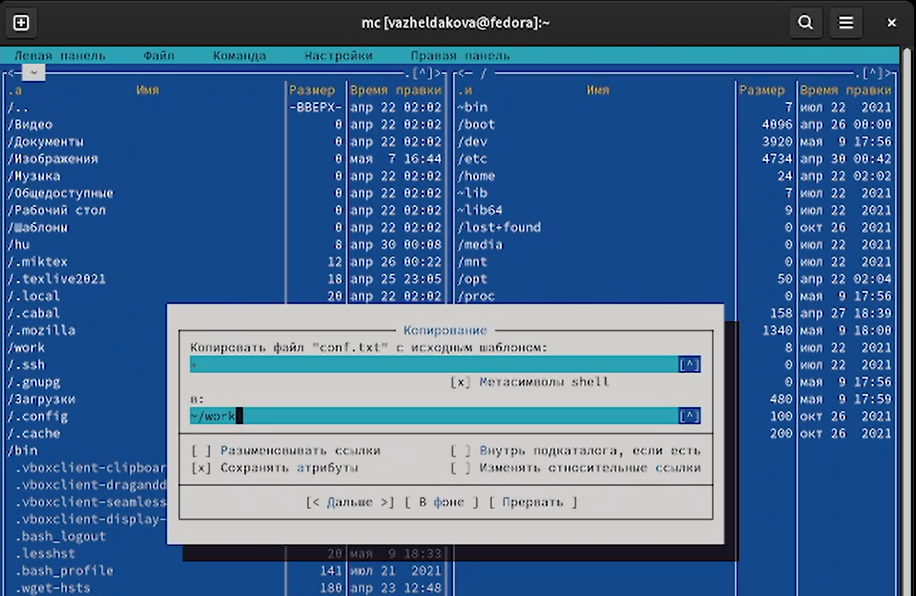 mc [vazheldakova@fedora]:~
Левая панель Файл Команда Настройки Правая панель
<─ ~ .[^]> <─ / .[^]>
.а Имя Размер Время правки .и Имя Размер Время правки
/.. -ВВЕРХ- апр 22 02:02 ~bin 7 июл 22 2021
/Видео 0 апр 22 02:02 /boot 4096 апр 26 00:00
/Документы 0 апр 22 02:02 /dev 3920 мая 9 17:56
/Изображения 0 мая 7 16:44 /etc 4734 апр 30 00:42
/Музыка 0 апр 22 02:02 /home 24 апр 22 02:02
/Общедоступные 0 апр 22 02:02 ~lib 7 июл 22 2021
/Рабочий стол 0 апр 22 02:02 ~lib64 9 июл 22 2021
/Шаблоны 0 апр 22 02:02 /lost+found 0 окт 26 2021
/hu 8 апр 30 00:08 /media 0 июл 22 2021
/.miktex 12 апр 26 00:22 /mnt 0 июл 22 2021
/.texlive2021 18 апр 25 23:05 /opt 50 апр 22 02:04
/.local 20 апр 22 02:02 /proc 0 мая 9 17:56
/.cabal 158 апр 27 18:39
/.mozilla 1340 мая 9 18:00
/work 8 июл 22 2021
/.ssh 0 июл 22 2021
/.gnupg 0 мая 9 17:56
/Загрузки 480 мая 9 17:59
/.config 100 окт 26 2021
/.cache 200 окт 26 2021
/bin
.vboxclient-clipboar
.vboxclient-dragandd
.vboxclient-seamless
.vboxclient-display-
.bash_logout
.lesshst 20 мая 9 18:33
.bash_profile 141 июл 21 2021
.wget-hsts 180 апр 23 12:48
Копирование
Копировать файл "conf.txt" с исходным шаблоном:
* [^]
[x] Метасимволы shell
в:
~/work [^]
[ ] Разыменовывать ссылки [ ] Внутрь подкаталога, если есть
[x] Сохранять атрибуты [ ] Изменять относительные ссылки
[< Дальше >] [ В фоне ] [ Прервать ]